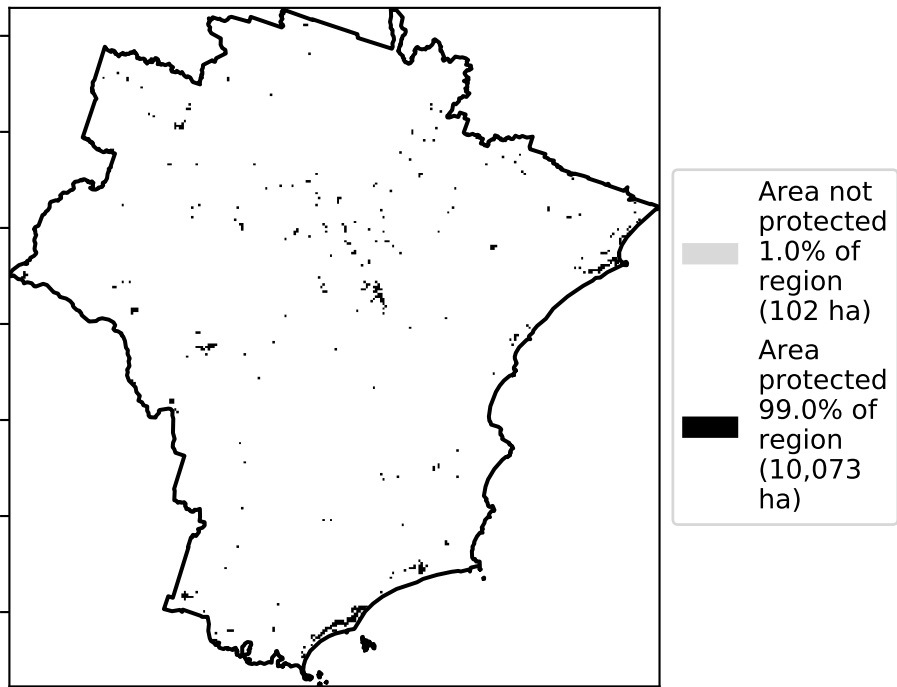 Area not
protected
1.0% of
region
(102 ha)
Area
protected
99.0% of
region
(10,073
ha)